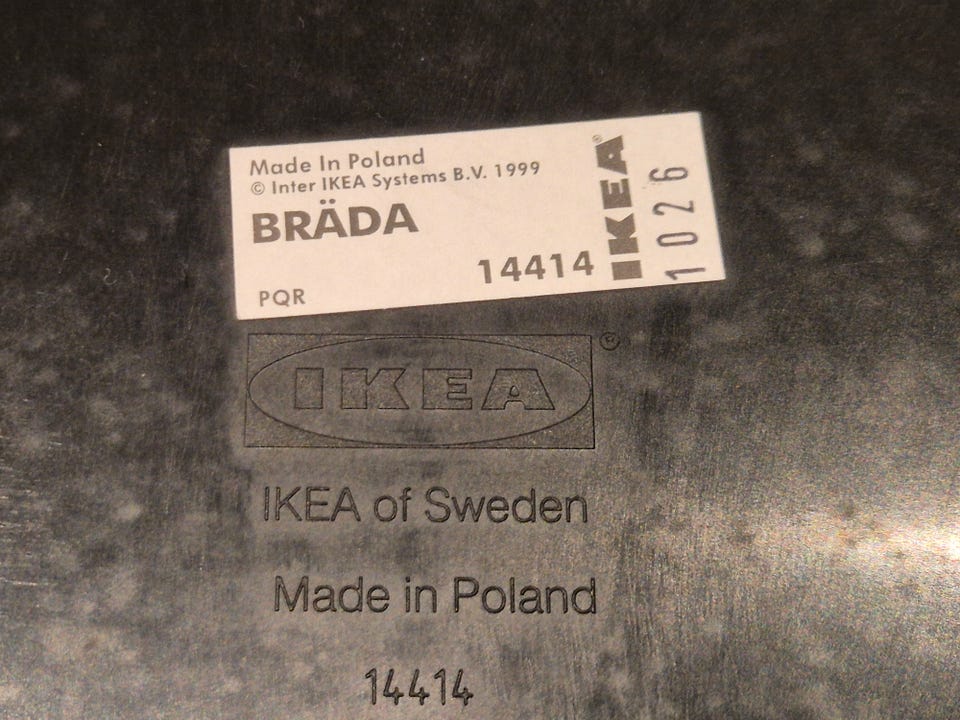 Made In Poland
© Inter IKEA Systems B.V. 1999
BRÄDA
14414
PQR
IKEA®
1026
IKEA®
IKEA of Sweden
Made in Poland
14414